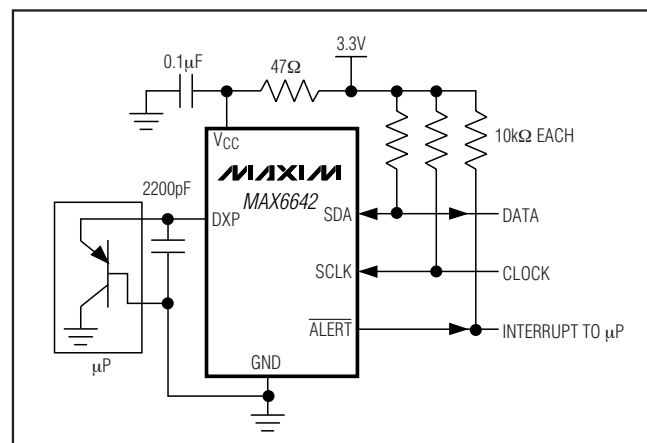 3.3V
0.1μF
47Ω
10kΩ EACH
VCC
MAXIM
MAX6642
2200pF
DXP
SDA
DATA
SCLK
CLOCK
ALERT
INTERRUPT TO μP
GND
μP